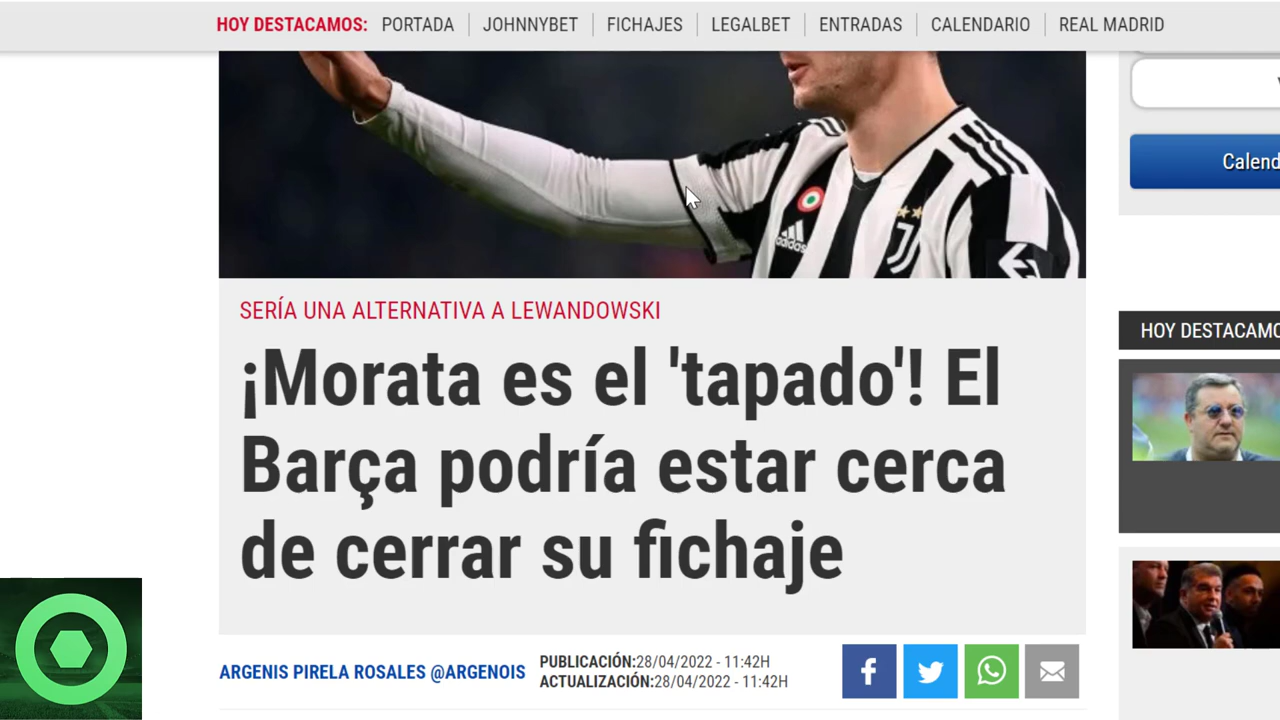 HOY DESTACAMOS: PORTADA JOHNNYBET FICHAJES LEGALBET ENTRADAS CALENDARIO REAL MADRID
adidas
SERÍA UNA ALTERNATIVA A LEWANDOWSKI
¡Morata es el 'tapado'! El
Barça podría estar cerca
de cerrar su fichaje
ARGENIS PIRELA ROSALES @ARGENOIS
PUBLICACIÓN:28/04/2022 - 11:42H
ACTUALIZACIÓN:28/04/2022 - 11:42H
Calend
HOY DESTACAMO